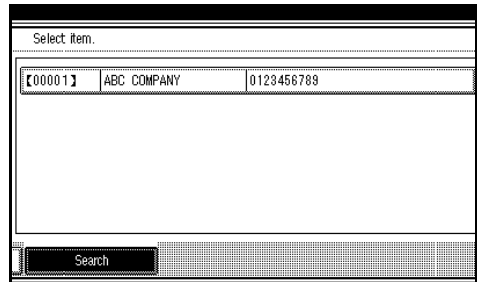 Select item.
【00001】 ABC COMPANY 0123456789
Search